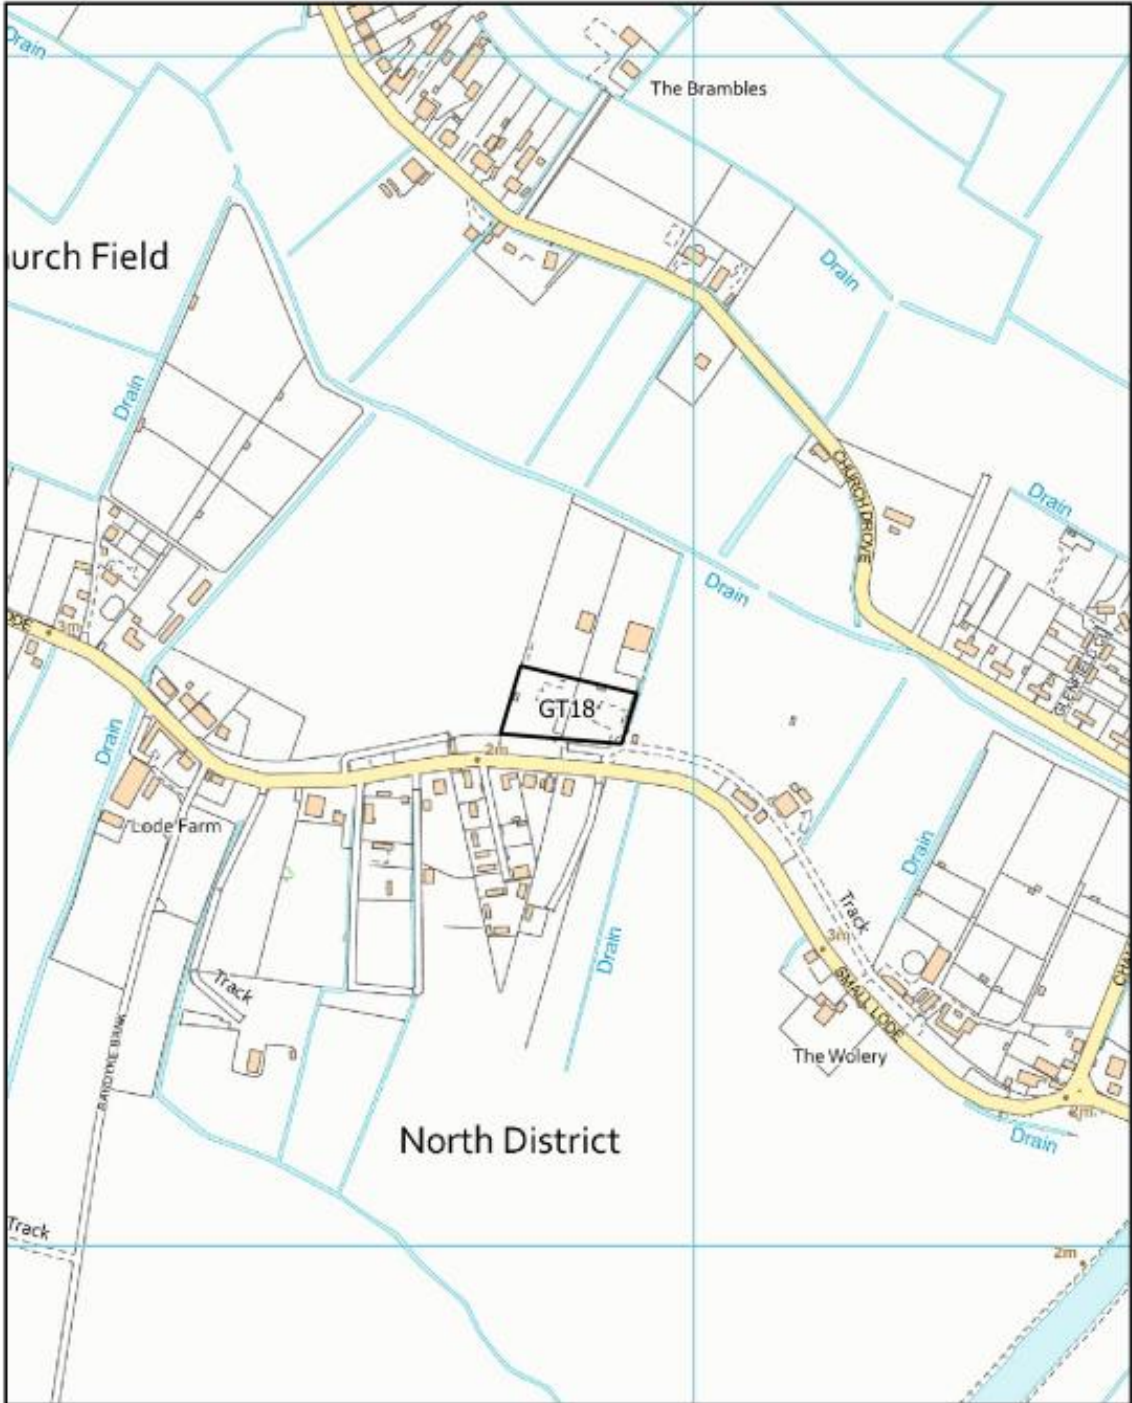 Drain
The Brambles
urch Field
Drain
Drain
CHURCH DROVE
Drain
Drain
3m
GT18
2m
Drain
Lode Farm
Drain
Track
Drain
3m
Track
SMALL LODE
The Wolery
BANDYKE BANK
2m
North District
Drain
Track
2m